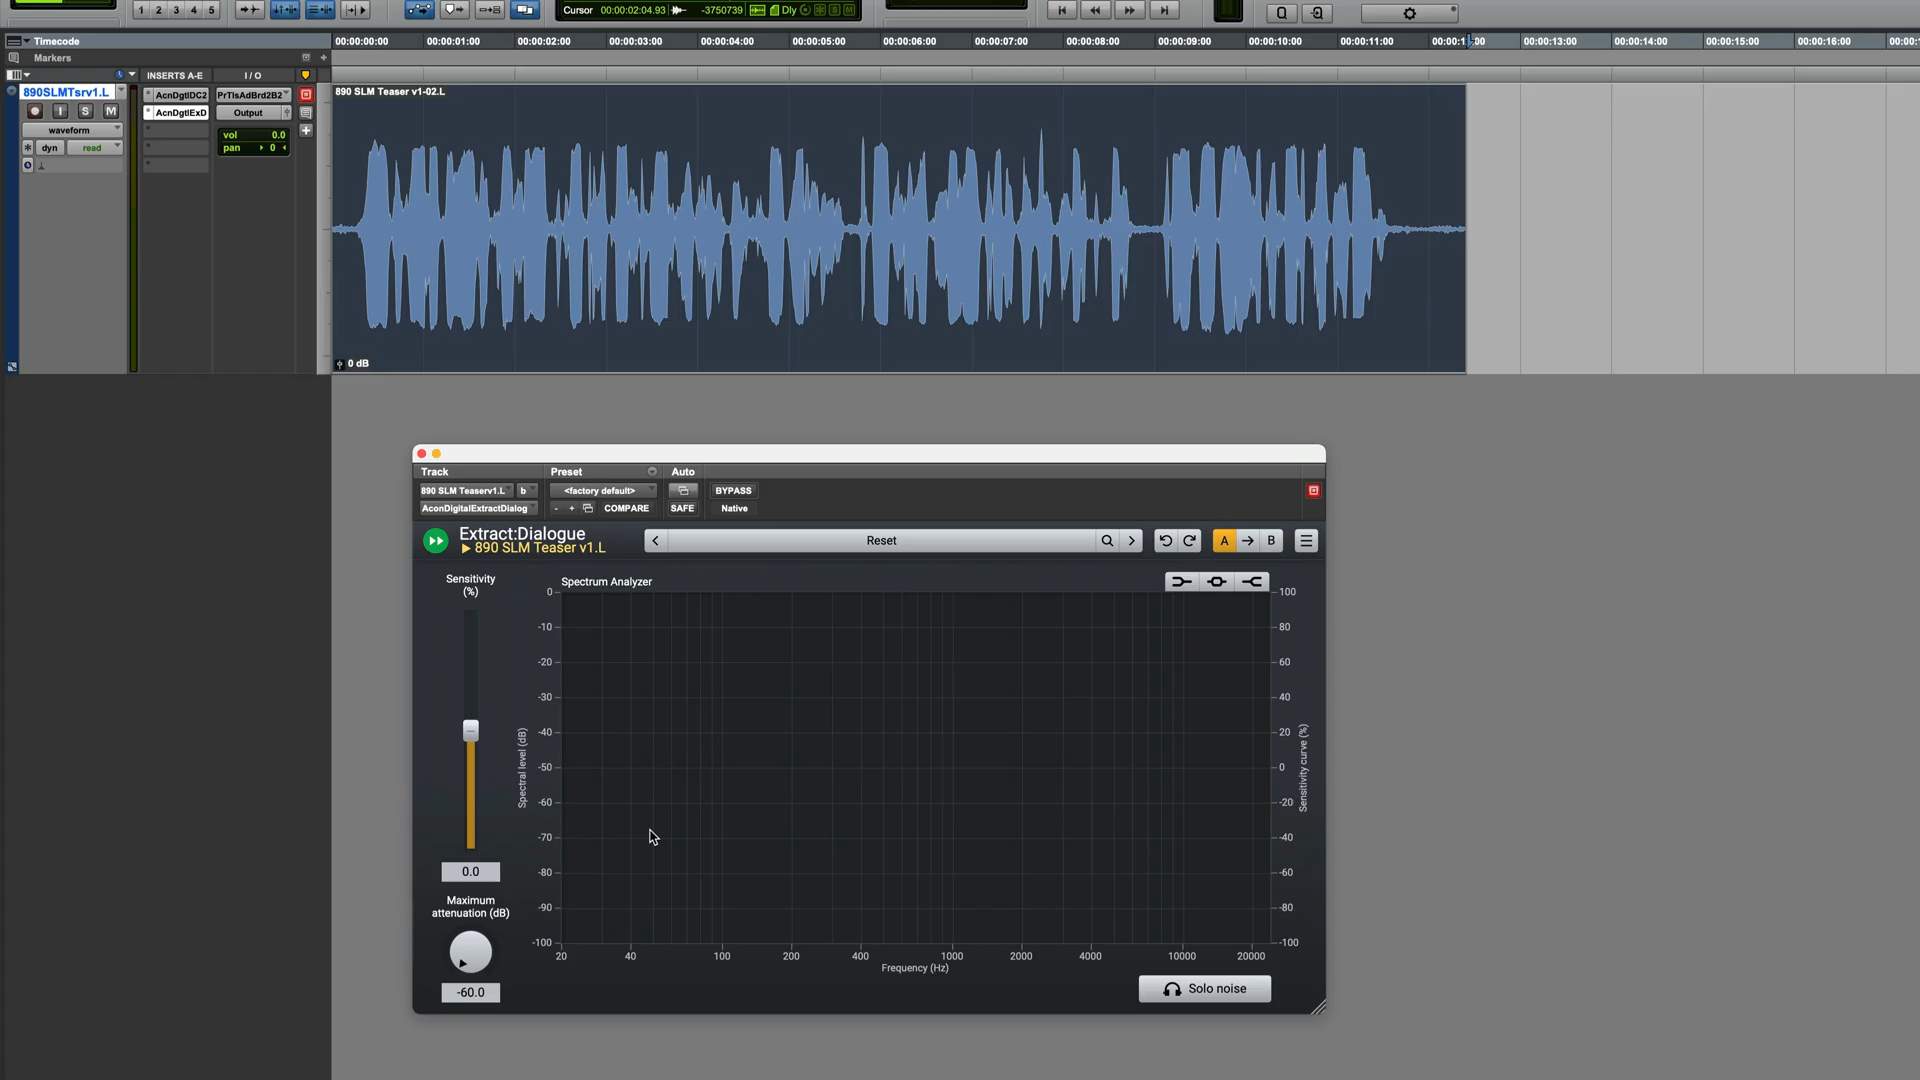 1 2 3 4 5
Cursor 00:00:02:04.93 -3750739 Dly
Timecode 00:00:00:00 00:00:01:00 00:00:02:00 00:00:03:00 00:00:04:00 00:00:05:00 00:00:06:00 00:00:07:00 00:00:08:00 00:00:09:00 00:00:10:00 00:00:11:00 00:00:13:00 00:00:14:00 00:00:15:00 00:00:16:00
Markers
INSERTS A-E I / O
890SLMTsrv1.L AcnDgtlDC2 PrTlsAdBrd2B2 890 SLM Teaser v1-02.L
I S M AcnDgtlExD Output
waveform
vol 0.0
dyn read pan 0
0 dB
Track Preset Auto
890 SLM Teaserv1.L b <factory default> BYPASS
AconDigitalExtractDialog - + COMPARE SAFE Native
Extract:Dialogue
890 SLM Teaser v1.L
Reset
A B
Sensitivity
(%)
Spectrum Analyzer
0 100
-10 80
-20 60
-30 40
-40 20
-50 0
-60 -20
-70 -40
-80 -60
-90 -80
-100 -100
Spectral level (dB)
Sensitivity curve (%)
0.0
Maximum
attenuation (dB)
20 40 100 200 400 1000 2000 4000 10000 20000
Frequency (Hz)
-60.0
Solo noise